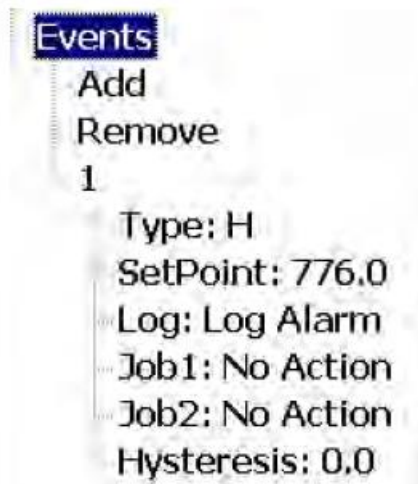 Events
Add
Remove
1
Type: H
SetPoint: 776.0
Log: Log Alarm
Job1: No Action
Job2: No Action
Hysteresis: 0.0